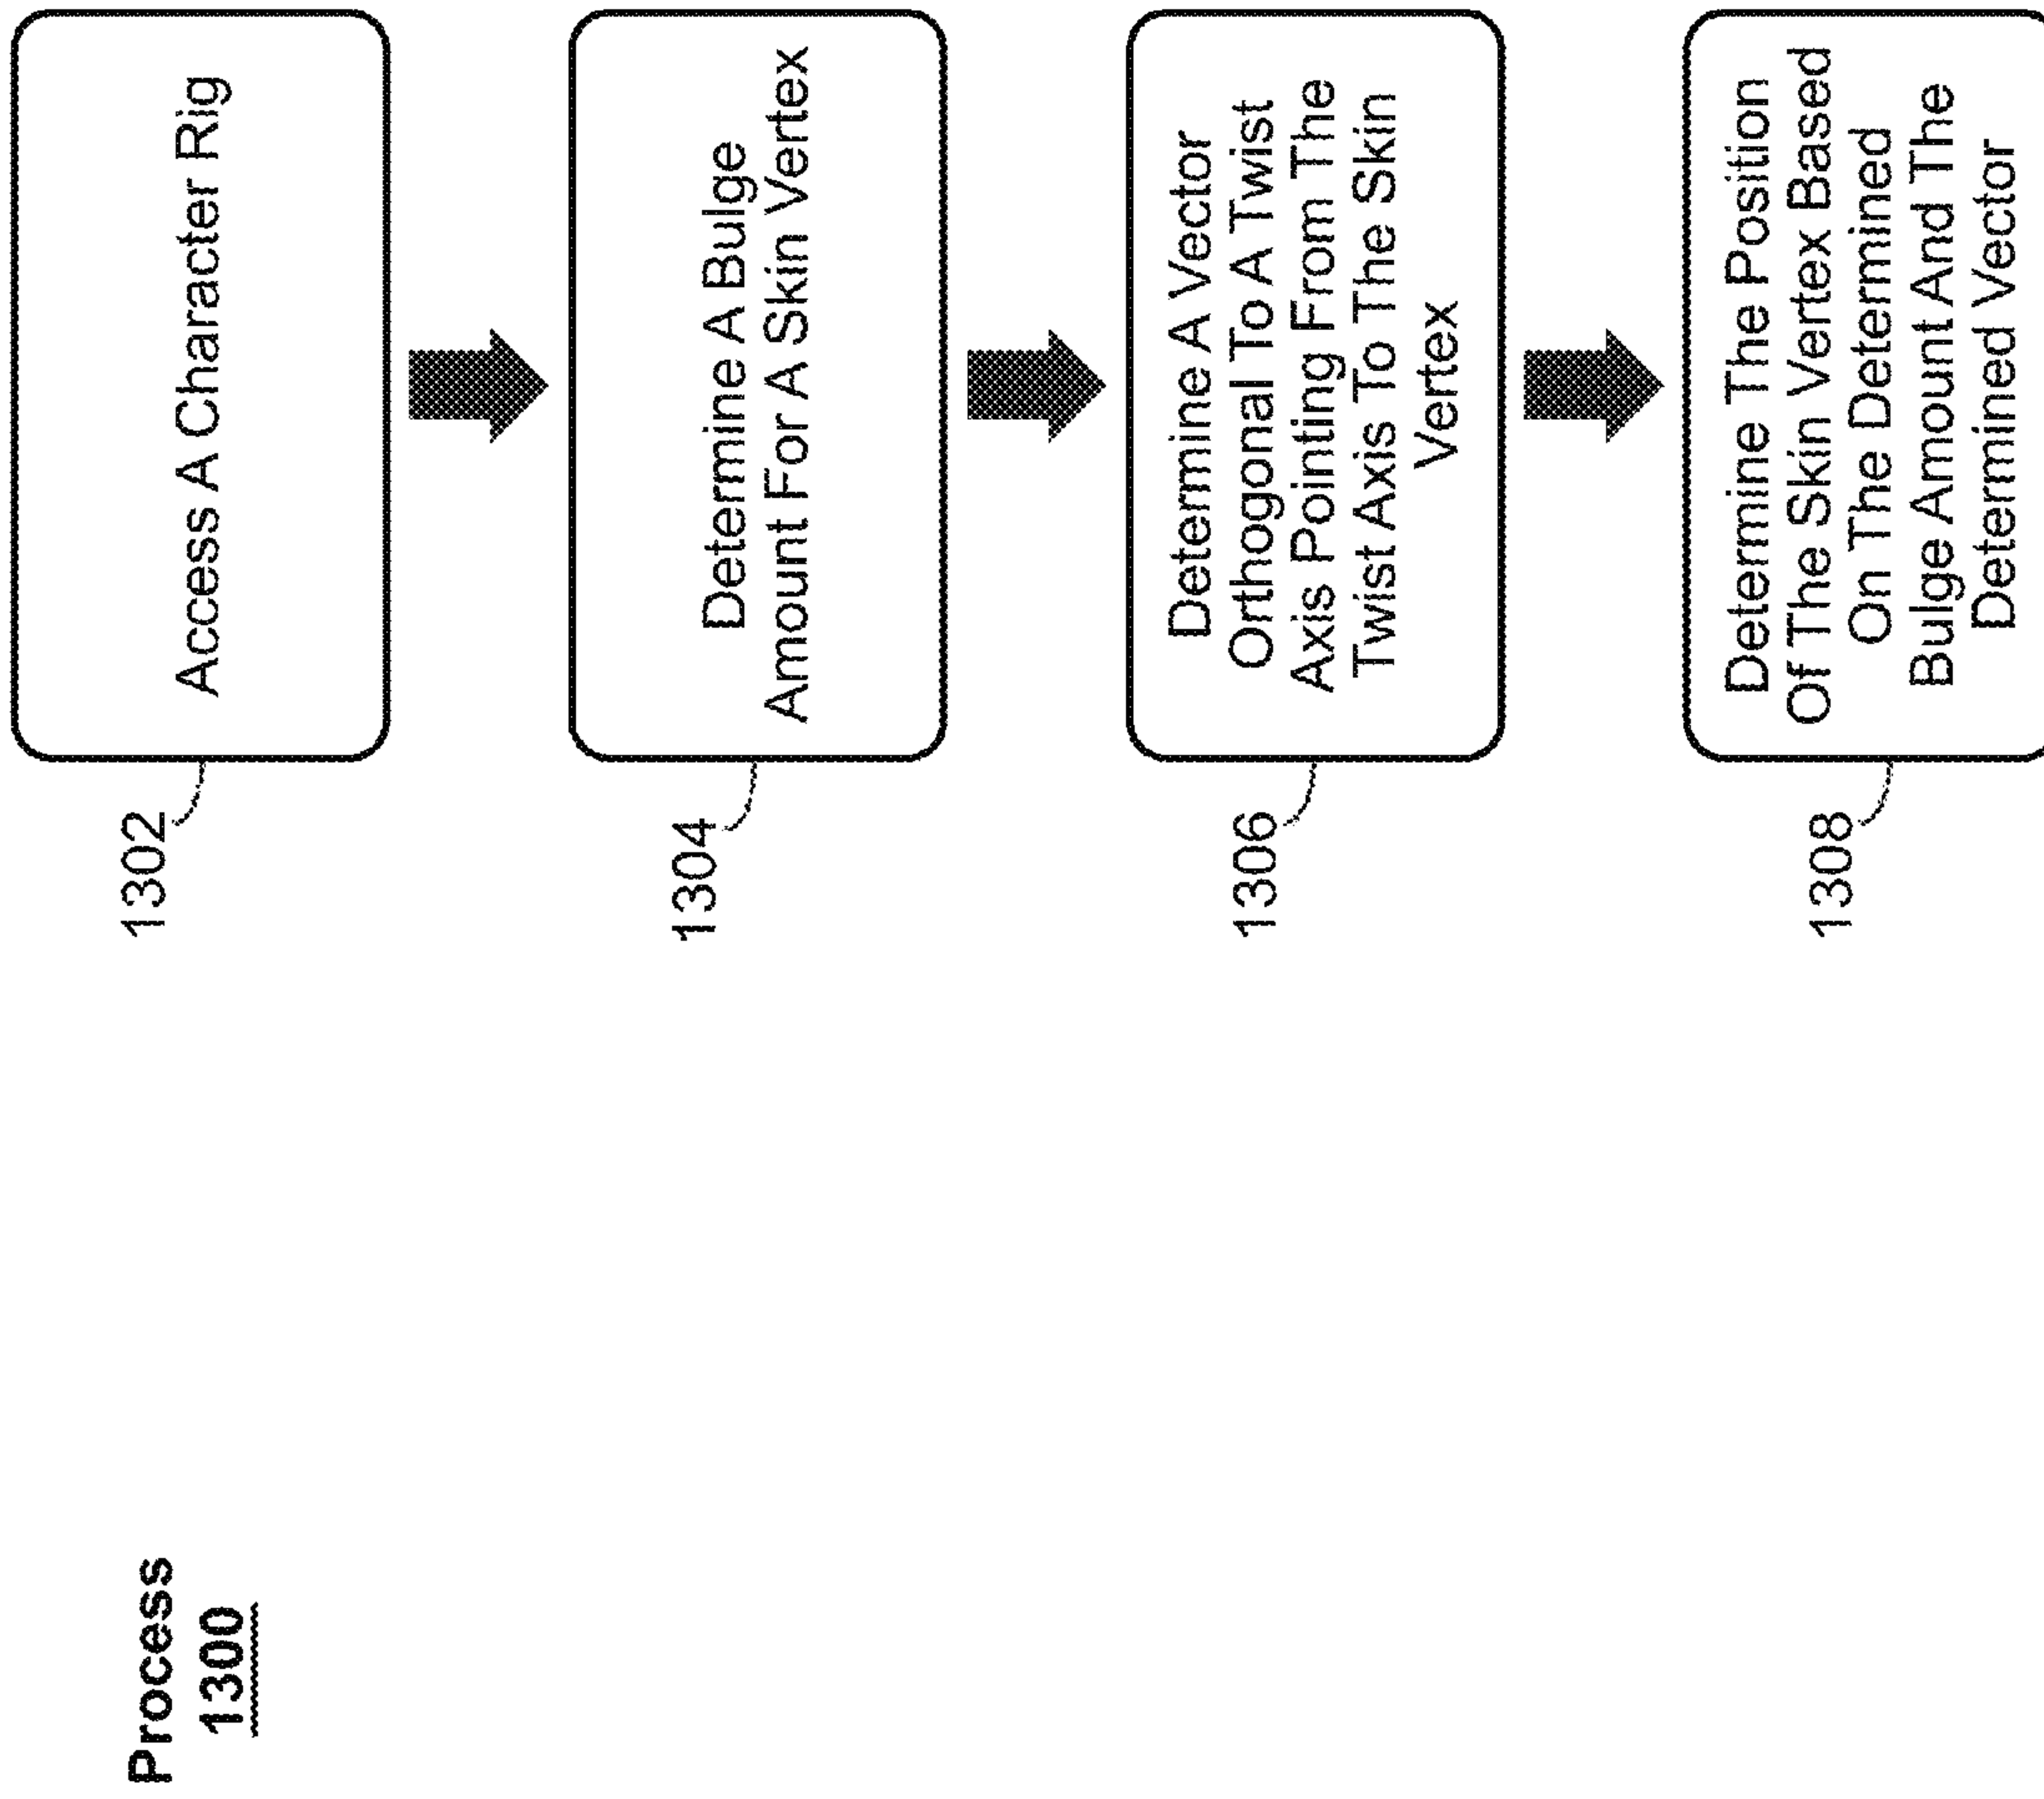 Process
1300
1302
Access A Character Rig
1304
Determine A Bulge
Amount For A Skin Vertex
1306
Determine A Vector
Orthogonal To A Twist
Axis Pointing From The
Twist Axis To The Skin
Vertex
1308
Determine The Position
Of The Skin Vertex Based
On The Determined
Bulge Amount And The
Determined Vector